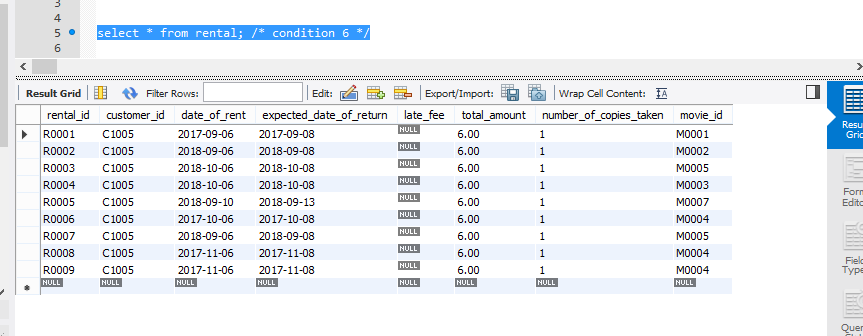 3
4
5 select * from rental; /* condition 6 */
6
Result Grid Filter Rows: Edit: Export/Import: Wrap Cell Content: IA
rental_id customer_id date_of_rent expected_date_of_return late_fee total_amount number_of_copies_taken movie_id
R0001 C1005 2017-09-06 2017-09-08 NULL 6.00 1 M0001
R0002 C1005 2018-09-06 2018-09-08 NULL 6.00 1 M0002
R0003 C1005 2018-10-06 2018-10-08 NULL 6.00 1 M0005
R0004 C1005 2018-10-06 2018-10-08 NULL 6.00 1 M0003
R0005 C1005 2018-09-10 2018-09-13 NULL 6.00 1 M0007
R0006 C1005 2017-10-06 2017-10-08 NULL 6.00 1 M0004
R0007 C1005 2018-09-06 2018-09-08 NULL 6.00 1 M0005
R0008 C1005 2017-11-06 2017-11-08 NULL 6.00 1 M0004
R0009 C1005 2017-11-06 2017-11-08 NULL 6.00 1 M0004
NULL NULL NULL NULL NULL NULL NULL NULL
Resu
Grid
Form
Editor
Field
Type
Query